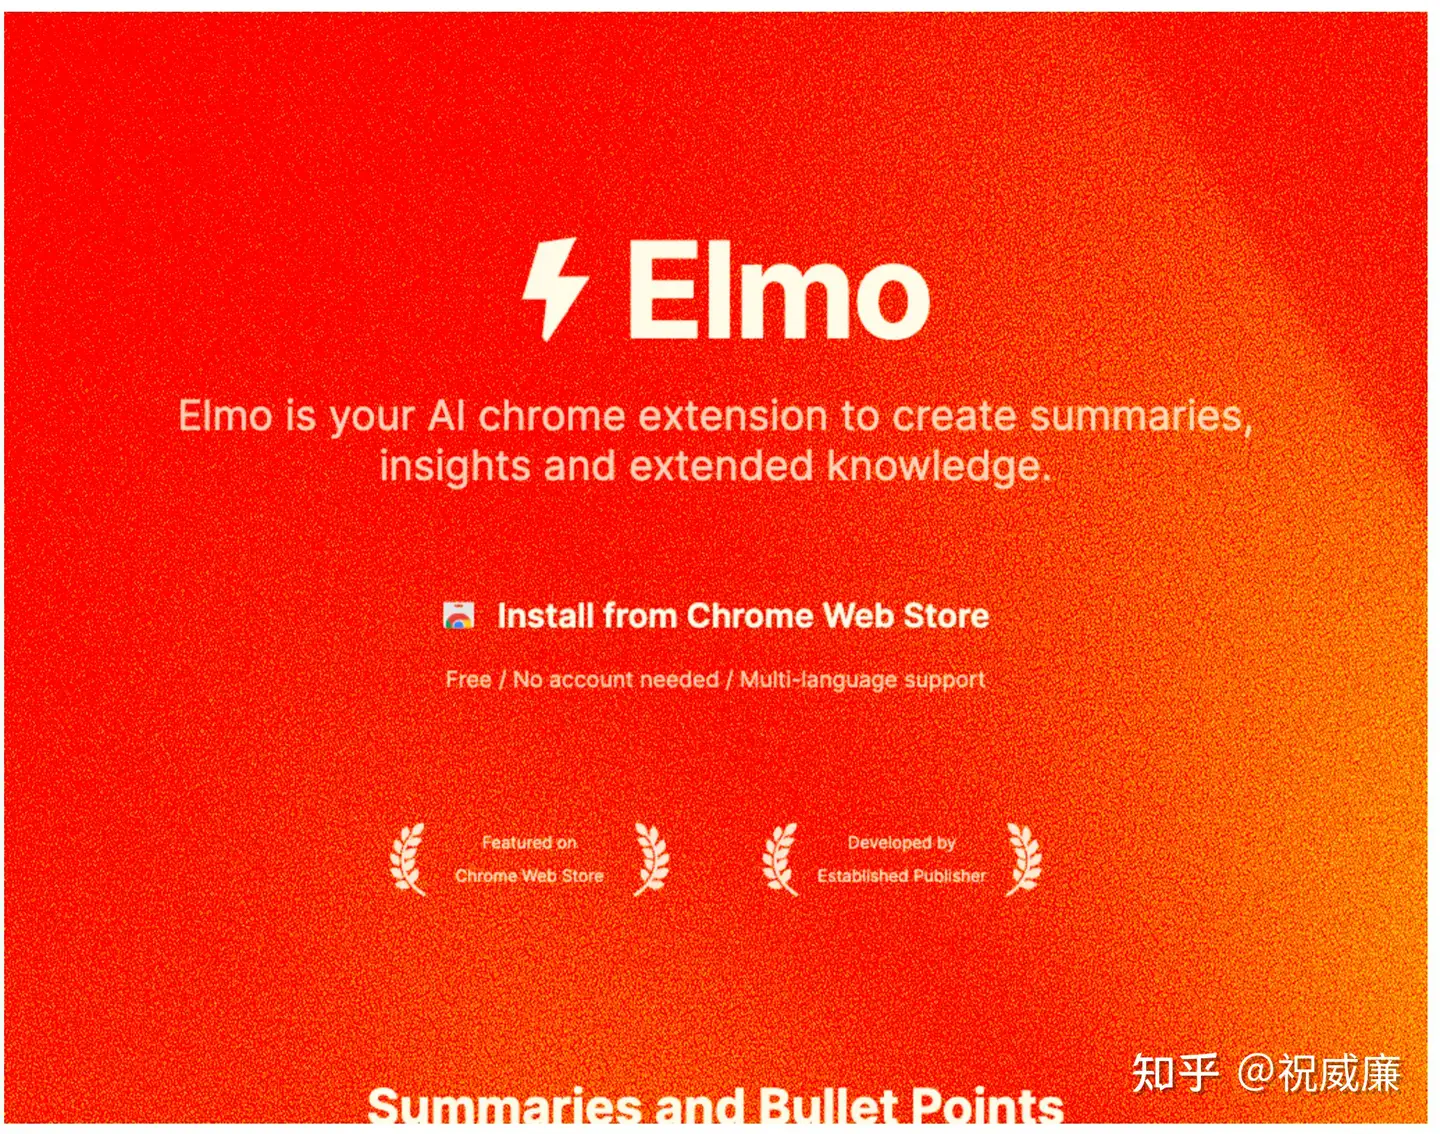 Elmo
Elmo is your AI chrome extension to create summaries,
insights and extended knowledge.
Install from Chrome Web Store
Free / No account needed / Multi-language support
Featured on
Chrome Web Store
Developed by
Established Publisher
Summaries and Bullet Points
知乎 @祝威廉